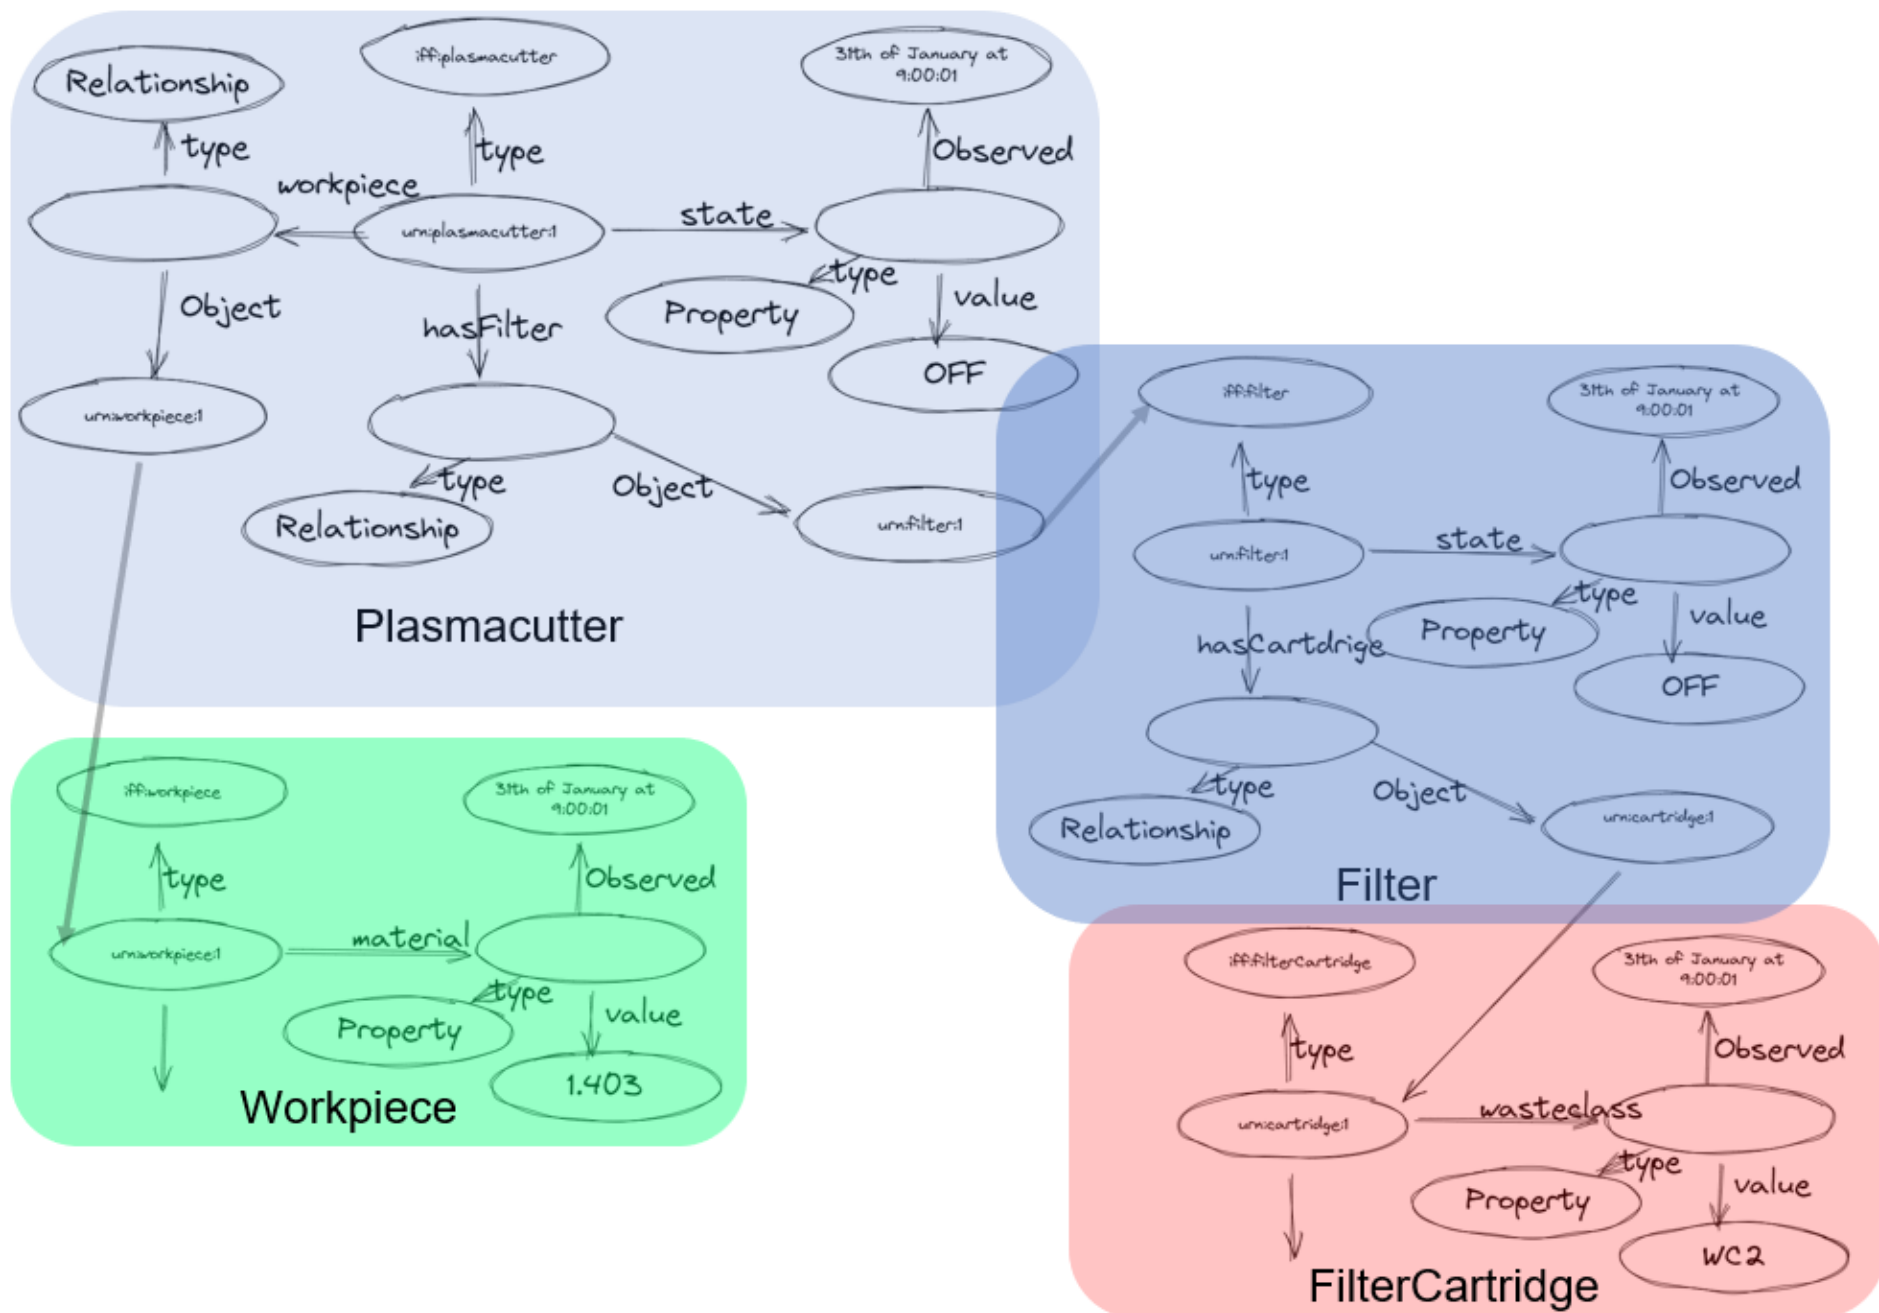 Relationship
type
workpiece
Object
urn:workpiece:1
iff:plasmacutter
type
urn:plasmacutter:1
hasFilter
type
Relationship
Object
urn:filter:1
state
31th of January at
9:00:01
Observed
type
Property
value
OFF
Plasmacutter
iff:filter
type
urn:filter:1
state
31th of January at
9:00:01
Observed
type
Property
value
OFF
hasCartdrige
type
Relationship
Object
urn:cartridge:1
Filter
iff:workpiece
type
urn:workpiece:1
material
31th of January at
9:00:01
Observed
type
Property
value
1.403
Workpiece
iff:filterCartridge
type
urn:cartridge:1
wasteclass
31th of January at
9:00:01
Observed
type
Property
value
WC2
FilterCartridge